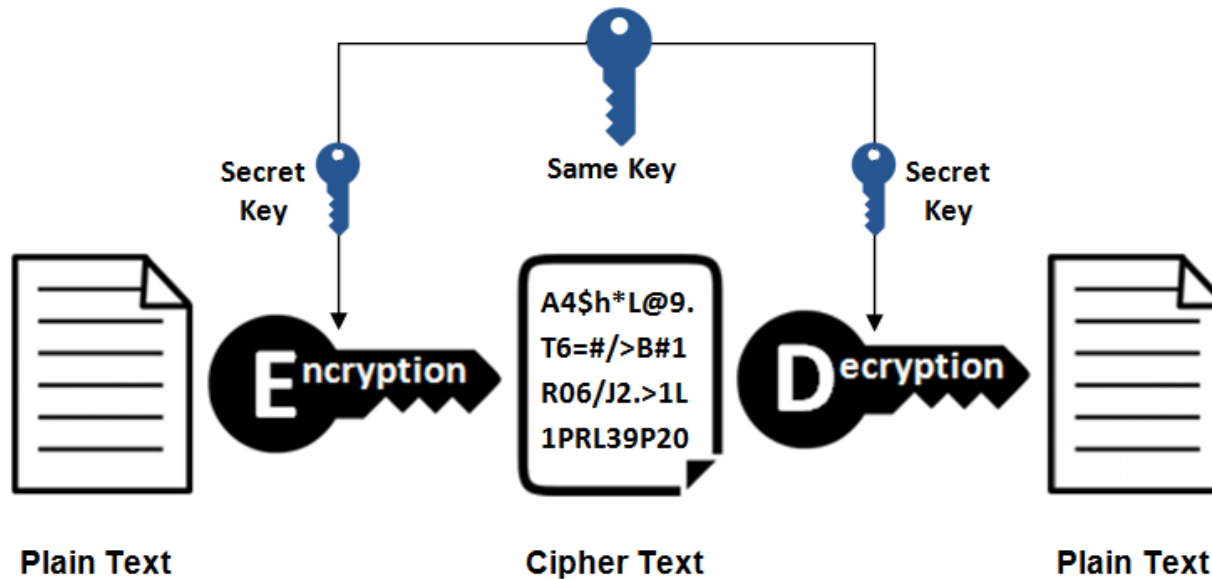 Same Key
Secret
Key
Secret
Key
Encryption
A4$h*L@9.
T6=#/>B#1
R06/J2.>1L
1PRL39P20
Decryption
Plain Text
Cipher Text
Plain Text